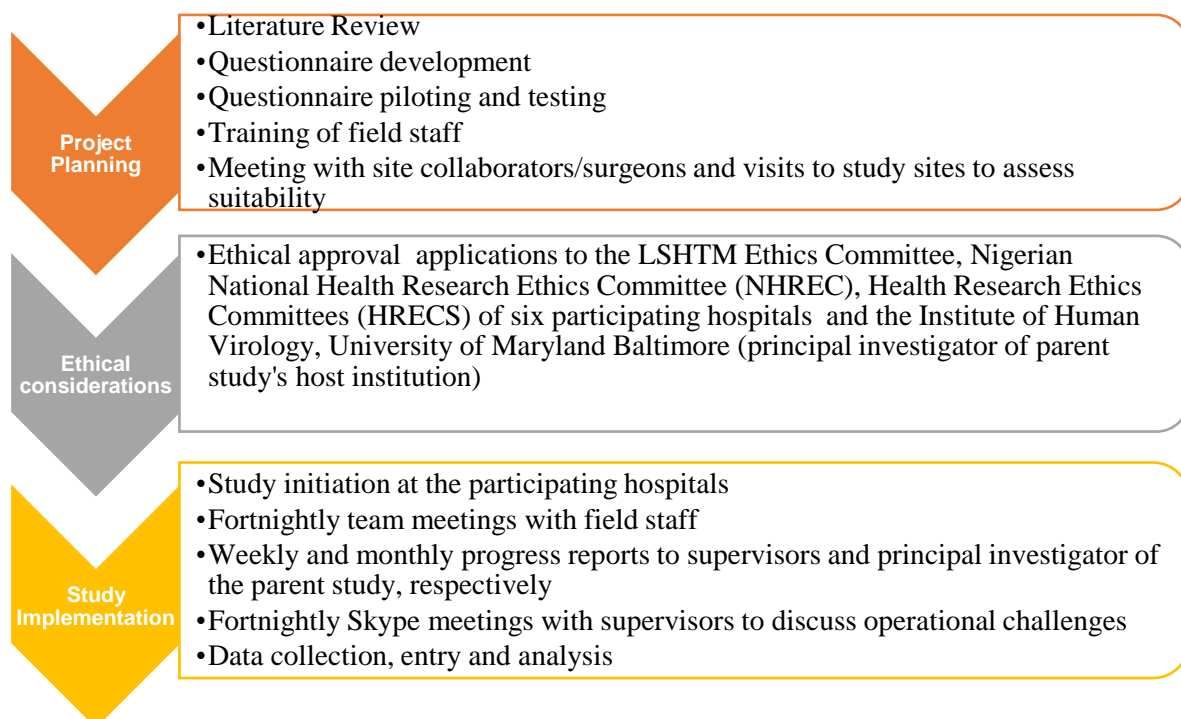 Project
Planning
•Literature Review
•Questionnaire development
•Questionnaire piloting and testing
•Training of field staff
•Meeting with site collaborators/surgeons and visits to study sites to assess
suitability
Ethical
considerations
•Ethical approval  applications to the LSHTM Ethics Committee, Nigerian
National Health Research Ethics Committee (NHREC), Health Research Ethics
Committees (HRECS) of six participating hospitals  and the Institute of Human
Virology, University of Maryland Baltimore (principal investigator of parent
study's host institution)
Study
Implementation
•Study initiation at the participating hospitals
•Fortnightly team meetings with field staff
•Weekly and monthly progress reports to supervisors and principal investigator of
the parent study, respectively
•Fortnightly Skype meetings with supervisors to discuss operational challenges
•Data collection, entry and analysis